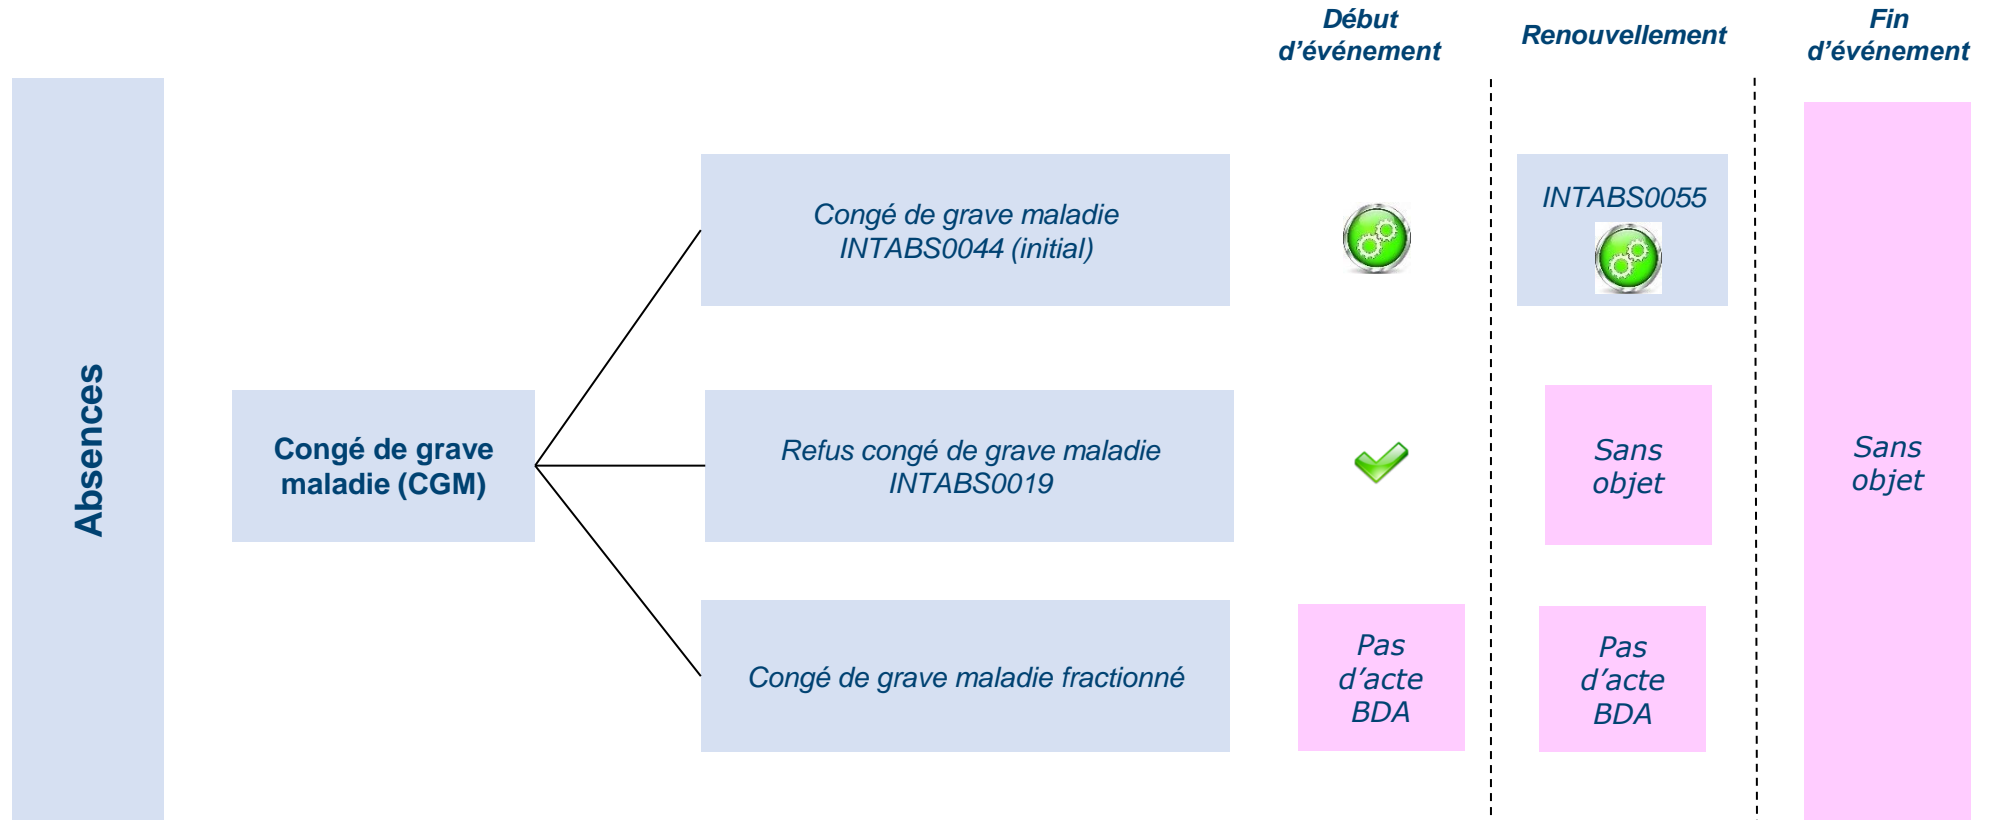 Début
d’événement
Renouvellement
Fin
d’événement
Absences
Congé de grave
maladie (CGM)
Congé de grave maladie
INTABS0044 (initial)
INTABS0055
Refus congé de grave maladie
INTABS0019
Sans
objet
Sans
objet
Congé de grave maladie fractionné
Pas
d’acte
BDA
Pas
d’acte
BDA